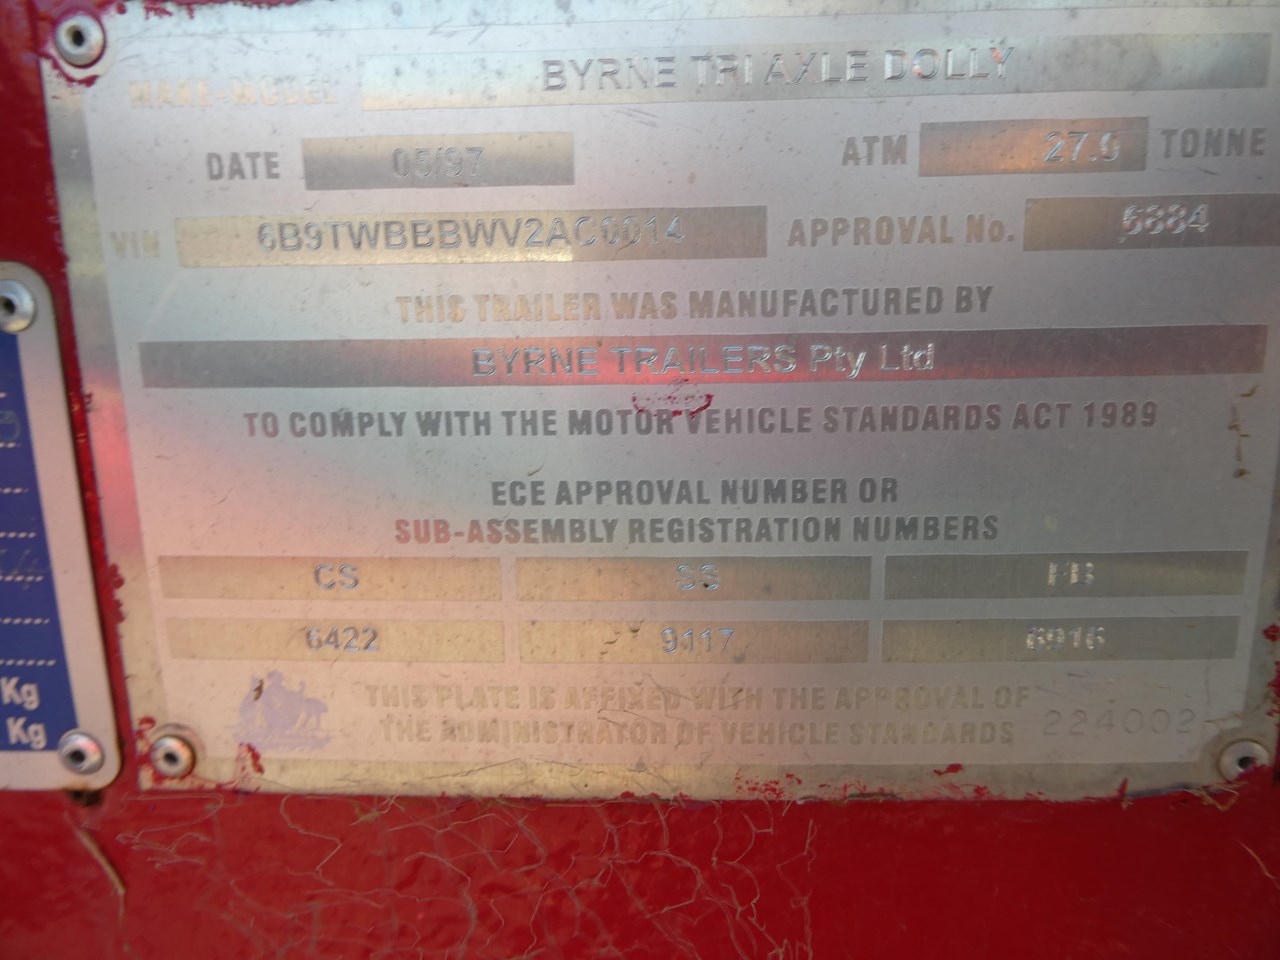 MAKE-MODEL BYRNE TRI AXLE DOLLY
DATE 05/97 ATM TONNE
VIN 6B9TWBBBWV2AC0014 APPROVAL No.
THIS TRAILER WAS MANUFACTURED BY
BYRNE TRAILERS Pty Ltd
TO COMPLY WITH THE MOTOR VEHICLE STANDARDS ACT 1989
ECE APPROVAL NUMBER OR
SUB-ASSEMBLY REGISTRATION NUMBERS
CS SS
6422 9117
THIS PLATE IS AFFIXED WITH THE APPROVAL OF
THE ADMINISTRATOR OF VEHICLE STANDARDS 224002
Kg
Kg